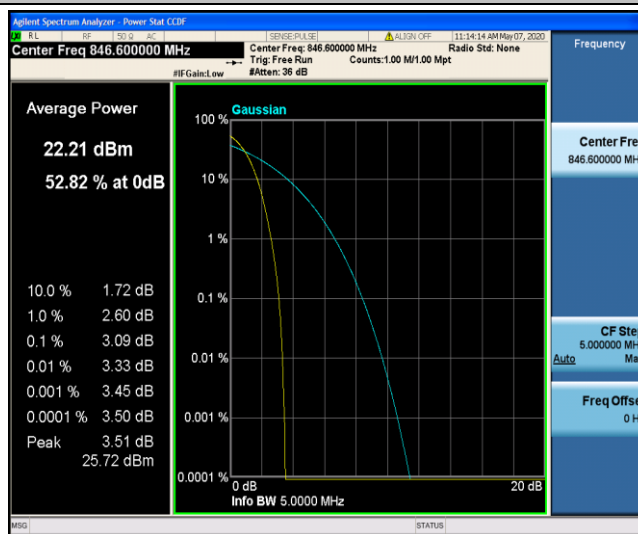 Agilent Spectrum Analyzer - Power Stat CCDF
RL RF 50 Ω AC SENSE:PULSE ALIGN OFF 11:14:14 AM May 07, 2020
Center Freq 846.600000 MHz
Center Freq: 846.600000 MHz Radio Std: None
Trig: Free Run Counts:1.00 M/1.00 Mpt
#IFGain:Low #Atten: 36 dB
Frequency
Average Power
22.21 dBm
52.82 % at 0dB
10.0 % 1.72 dB
1.0 % 2.60 dB
0.1 % 3.09 dB
0.01 % 3.33 dB
0.001 % 3.45 dB
0.0001 % 3.50 dB
Peak 3.51 dB
25.72 dBm
Gaussian
100 %
10 %
1 %
0.1 %
0.01 %
0.001 %
0.0001 %
0 dB 20 dB
Info BW 5.0000 MHz
Center Fre
846.600000 MH
CF Ste
5.000000 MH
Auto Ma
Freq Offse
0 H
MSG STATUS